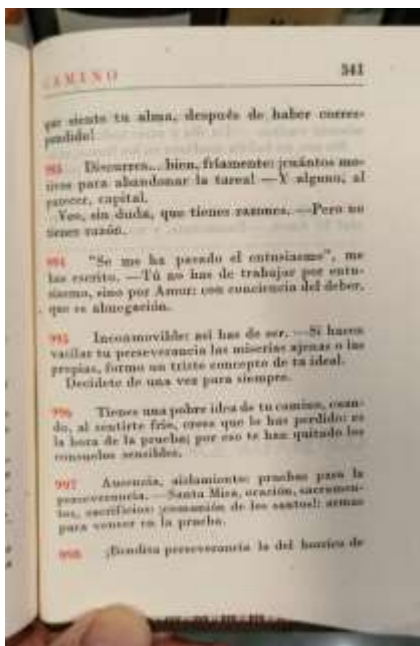 CAMINO 341
que siente tu alma, después de haber corres-
pondido!
993 Discurres... bien, fríamente: ¡cuántos mo-
tivos para abandonar la tarea! —Y alguno, al
parecer, capital.
Veo, sin duda, que tienes razones. —Pero no
tienes razón.
994 “Se me ha pasado el entusiasmo”, me
has escrito. —Tú no has de trabajar por entu-
siasmo, sino por Amor: con conciencia del deber,
que es abnegación.
995 Inconmovible: así has de ser. —Si hacen
vacilar tu perseverancia las miserias ajenas o las
propias, formo un triste concepto de tu ideal.
Decídete de una vez para siempre.
996 Tienes una pobre idea de tu camino, cuan-
do, al sentirte frío, crees que lo has perdido: es
la hora de la prueba; por eso te han quitado los
consuelos sensibles.
997 Ausencia, aislamiento: pruebas para la
perseverancia. —Santa Misa, oración, sacramen-
tos, sacrificios: ¡comunión de los santos!: armas
para vencer en la prueba.
998 ¡Bendita perseverancia la del borrico de